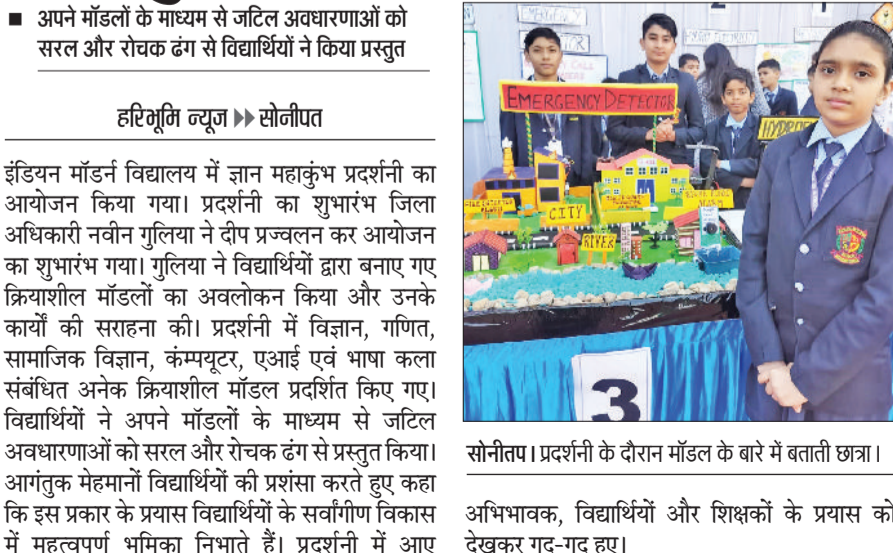 ■ अपने मॉडलों के माध्यम से जटिल अवधारणाओं को
सरल और रोचक ढंग से विद्यार्थियों ने किया प्रस्तुत
हरिभूमि न्यूज ▶▶ सोनीपत
इंडियन मॉडर्न विद्यालय में ज्ञान महाकुंभ प्रदर्शनी का
आयोजन किया गया। प्रदर्शनी का शुभारंभ जिला
अधिकारी नवीन गुलिया ने दीप प्रज्वलन कर आयोजन
का शुभारंभ गया। गुलिया ने विद्यार्थियों द्वारा बनाए गए
क्रियाशील मॉडलों का अवलोकन किया और उनके
कार्यों की सराहना की। प्रदर्शनी में विज्ञान, गणित,
सामाजिक विज्ञान, कंम्पयूटर, एआई एवं भाषा कला
संबंधित अनेक क्रियाशील मॉडल प्रदर्शित किए गए।
विद्यार्थियों ने अपने मॉडलों के माध्यम से जटिल
अवधारणाओं को सरल और रोचक ढंग से प्रस्तुत किया।
आगंतुक मेहमानों विद्यार्थियों की प्रशंसा करते हुए कहा
कि इस प्रकार के प्रयास विद्यार्थियों के सर्वांगीण विकास
में महत्वपूर्ण भूमिका निभाते हैं। प्रदर्शनी में आए
EMERGENCY
EMERGENCY DETECTOR
CITY
RIVER
3
सोनीतप। प्रदर्शनी के दौरान मॉडल के बारे में बताती छात्रा।
अभिभावक, विद्यार्थियों और शिक्षकों के प्रयास को
देखकर गद-गद हुए।